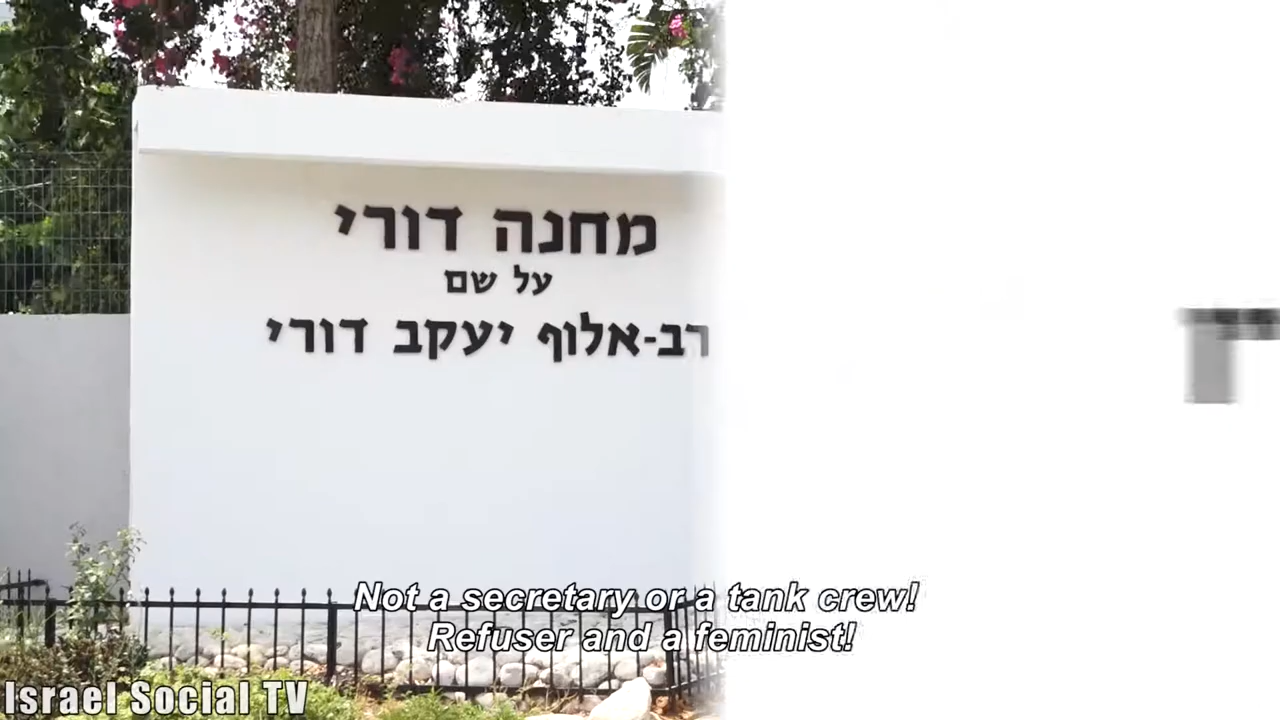 מחנה דורי
על שם
רב-אלוף יעקב דורי
Not a secretary or a tank crew!
Refuser and a feminist!
Israel Social TV